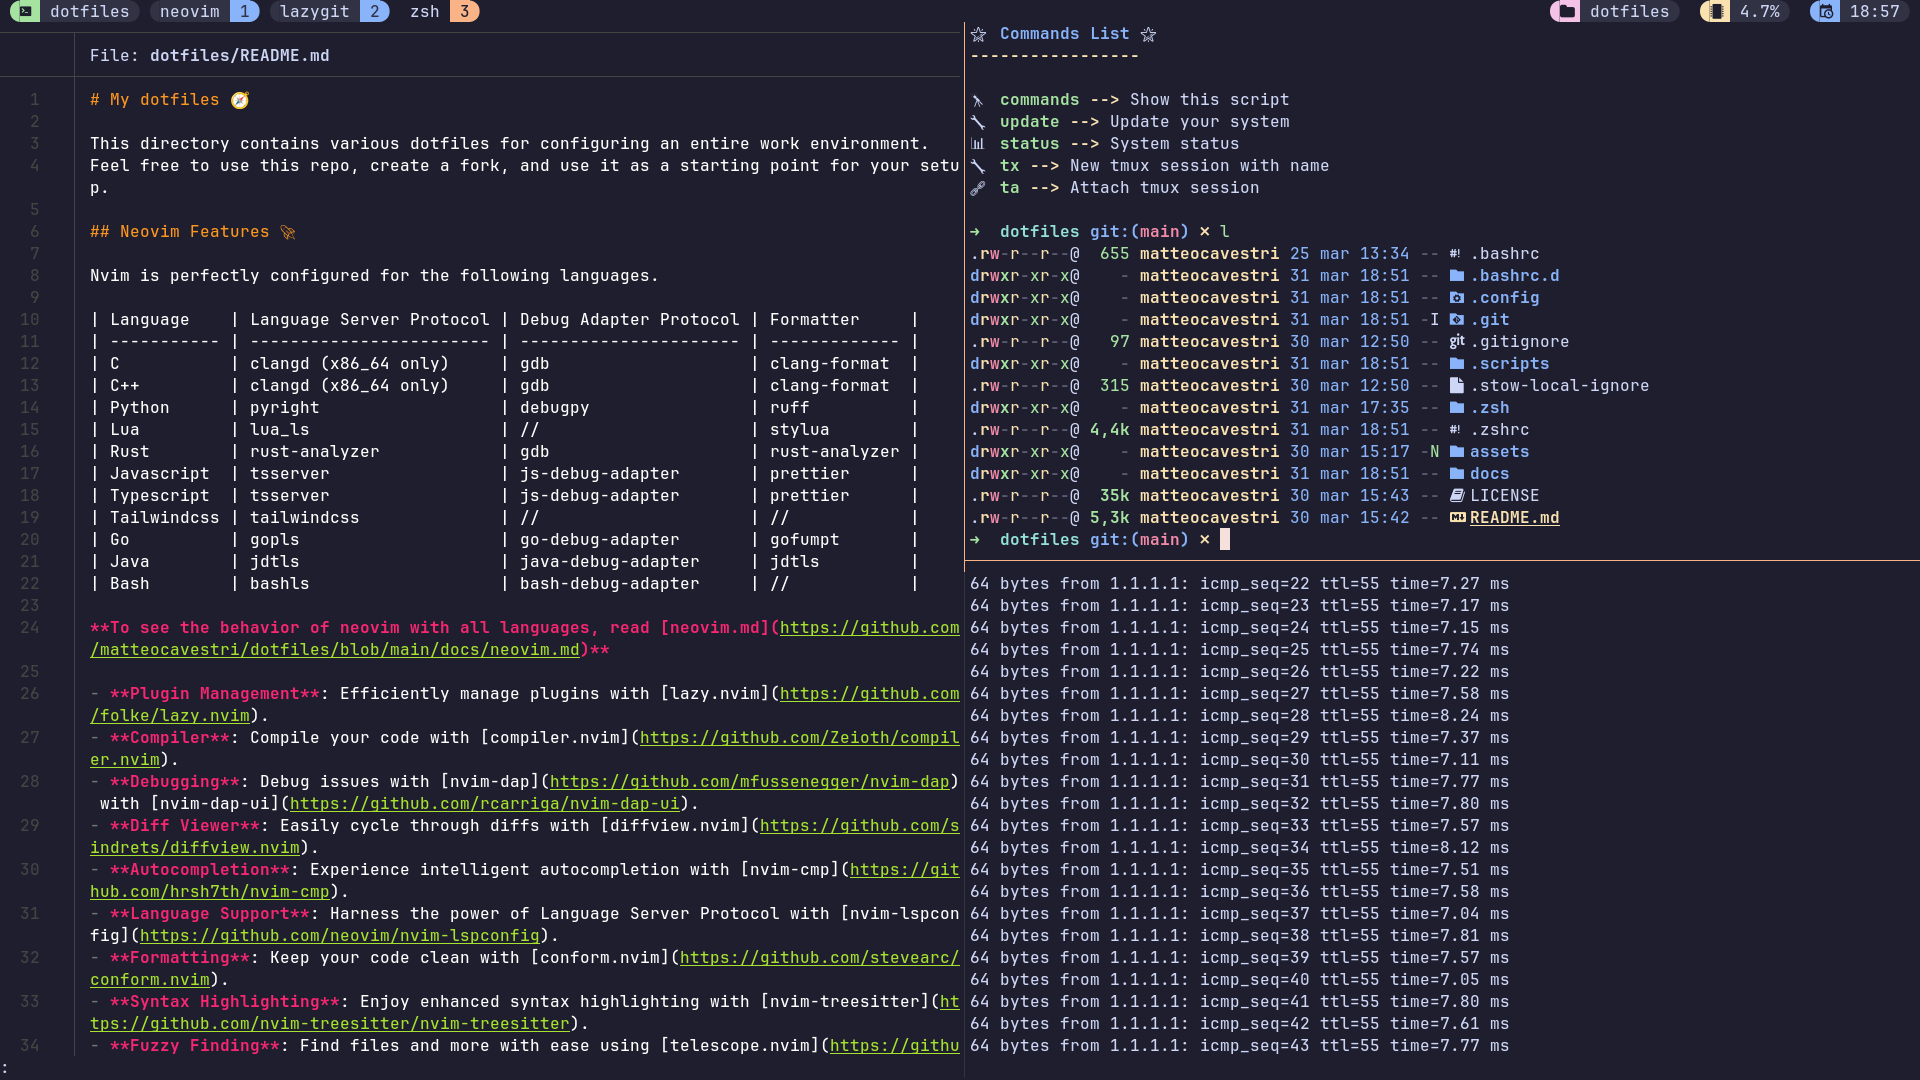 dotfiles neovim 1 lazygit 2 zsh 3 dotfiles 4.7% 18:57
File: dotfiles/README.md
1 # My dotfiles 🧭
2
3 This directory contains various dotfiles for configuring an entire work environment.
4 Feel free to use this repo, create a fork, and use it as a starting point for your setu
p.
5
6 ## Neovim Features 🚀
7
8 Nvim is perfectly configured for the following languages.
9
10 | Language    | Language Server Protocol | Debug Adapter Protocol | Formatter     |
11 | ----------- | ------------------------ | ---------------------- | ------------- |
12 | C           | clangd (x86_64 only)     | gdb                    | clang-format  |
13 | C++         | clangd (x86_64 only)     | gdb                    | clang-format  |
14 | Python      | pyright                  | debugpy                | ruff          |
15 | Lua         | lua_ls                   | //                     | stylua        |
16 | Rust        | rust-analyzer            | gdb                    | rust-analyzer |
17 | Javascript  | tsserver                 | js-debug-adapter       | prettier      |
18 | Typescript  | tsserver                 | js-debug-adapter       | prettier      |
19 | Tailwindcss | tailwindcss              | //                     | //            |
20 | Go          | gopls                    | go-debug-adapter       | gofumpt       |
21 | Java        | jdtls                    | java-debug-adapter     | jdtls         |
22 | Bash        | bashls                   | bash-debug-adapter     | //            |
23
24 **To see the behavior of neovim with all languages, read [neovim.md](https://github.com
/matteocavestri/dotfiles/blob/main/docs/neovim.md)**
25
26 - **Plugin Management**: Efficiently manage plugins with [lazy.nvim](https://github.com
/folke/lazy.nvim).
27 - **Compiler**: Compile your code with [compiler.nvim](https://github.com/Zeioth/compil
er.nvim).
28 - **Debugging**: Debug issues with [nvim-dap](https://github.com/mfussenegger/nvim-dap)
with [nvim-dap-ui](https://github.com/rcarriga/nvim-dap-ui).
29 - **Diff Viewer**: Easily cycle through diffs with [diffview.nvim](https://github.com/s
indrets/diffview.nvim).
30 - **Autocompletion**: Experience intelligent autocompletion with [nvim-cmp](https://git
hub.com/hrsh7th/nvim-cmp).
31 - **Language Support**: Harness the power of Language Server Protocol with [nvim-lspcon
fig](https://github.com/neovim/nvim-lspconfig).
32 - **Formatting**: Keep your code clean with [conform.nvim](https://github.com/stevearc/
conform.nvim).
33 - **Syntax Highlighting**: Enjoy enhanced syntax highlighting with [nvim-treesitter](ht
tps://github.com/nvim-treesitter/nvim-treesitter).
34 - **Fuzzy Finding**: Find files and more with ease using [telescope.nvim](https://githu
:
☆ Commands List ☆
-----------------
commands --> Show this script
update --> Update your system
status --> System status
tx --> New tmux session with name
ta --> Attach tmux session
→ dotfiles git:(main) × l
.rw-r--r--@ 655 matteocavestri 25 mar 13:34 -- #! .bashrc
drwxr-xr-x@ - matteocavestri 31 mar 18:51 -- .bashrc.d
drwxr-xr-x@ - matteocavestri 31 mar 18:51 -- .config
drwxr-xr-x@ - matteocavestri 31 mar 18:51 -I .git
.rw-r--r--@ 97 matteocavestri 30 mar 12:50 -- git .gitignore
drwxr-xr-x@ - matteocavestri 31 mar 18:51 -- .scripts
.rw-r--r--@ 315 matteocavestri 30 mar 12:50 -- .stow-local-ignore
drwxr-xr-x@ - matteocavestri 31 mar 17:35 -- .zsh
.rw-r--r--@ 4,4k matteocavestri 31 mar 18:51 -- #! .zshrc
drwxr-xr-x@ - matteocavestri 30 mar 15:17 -N assets
drwxr-xr-x@ - matteocavestri 31 mar 18:51 -- docs
.rw-r--r--@ 35k matteocavestri 30 mar 15:43 -- LICENSE
.rw-r--r--@ 5,3k matteocavestri 30 mar 15:42 -- README.md
→ dotfiles git:(main) ×
64 bytes from 1.1.1.1: icmp_seq=22 ttl=55 time=7.27 ms
64 bytes from 1.1.1.1: icmp_seq=23 ttl=55 time=7.17 ms
64 bytes from 1.1.1.1: icmp_seq=24 ttl=55 time=7.15 ms
64 bytes from 1.1.1.1: icmp_seq=25 ttl=55 time=7.74 ms
64 bytes from 1.1.1.1: icmp_seq=26 ttl=55 time=7.22 ms
64 bytes from 1.1.1.1: icmp_seq=27 ttl=55 time=7.58 ms
64 bytes from 1.1.1.1: icmp_seq=28 ttl=55 time=8.24 ms
64 bytes from 1.1.1.1: icmp_seq=29 ttl=55 time=7.37 ms
64 bytes from 1.1.1.1: icmp_seq=30 ttl=55 time=7.11 ms
64 bytes from 1.1.1.1: icmp_seq=31 ttl=55 time=7.77 ms
64 bytes from 1.1.1.1: icmp_seq=32 ttl=55 time=7.80 ms
64 bytes from 1.1.1.1: icmp_seq=33 ttl=55 time=7.57 ms
64 bytes from 1.1.1.1: icmp_seq=34 ttl=55 time=8.12 ms
64 bytes from 1.1.1.1: icmp_seq=35 ttl=55 time=7.51 ms
64 bytes from 1.1.1.1: icmp_seq=36 ttl=55 time=7.58 ms
64 bytes from 1.1.1.1: icmp_seq=37 ttl=55 time=7.04 ms
64 bytes from 1.1.1.1: icmp_seq=38 ttl=55 time=7.81 ms
64 bytes from 1.1.1.1: icmp_seq=39 ttl=55 time=7.57 ms
64 bytes from 1.1.1.1: icmp_seq=40 ttl=55 time=7.05 ms
64 bytes from 1.1.1.1: icmp_seq=41 ttl=55 time=7.80 ms
64 bytes from 1.1.1.1: icmp_seq=42 ttl=55 time=7.61 ms
64 bytes from 1.1.1.1: icmp_seq=43 ttl=55 time=7.77 ms